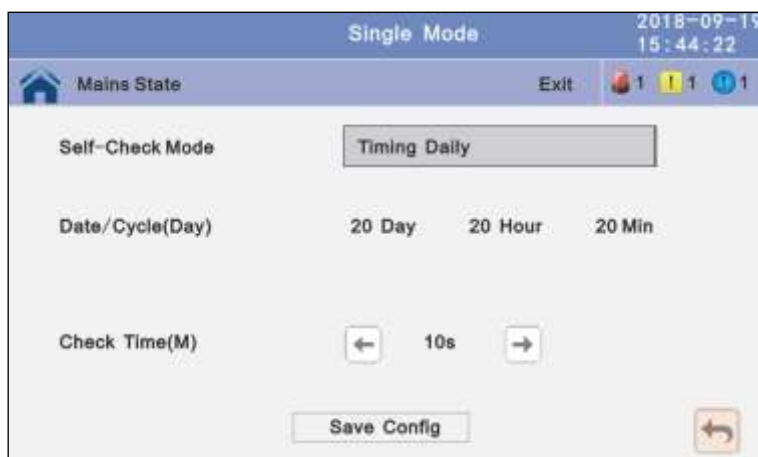 Single Mode
2018-09-19
15:44:22
Mains State
Exit
1
! 1
! 1
Self-Check Mode
Timing Daily
Date/Cycle(Day)
20 Day 20 Hour 20 Min
Check Time(M)
← 10s →
Save Config